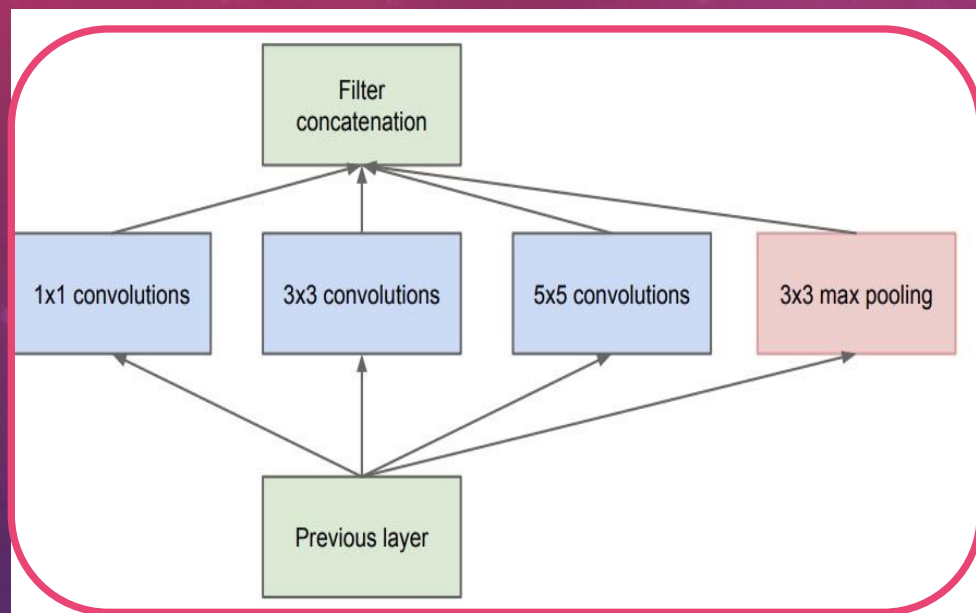 Filter
concatenation
1x1 convolutions
3x3 convolutions
5x5 convolutions
3x3 max pooling
Previous layer